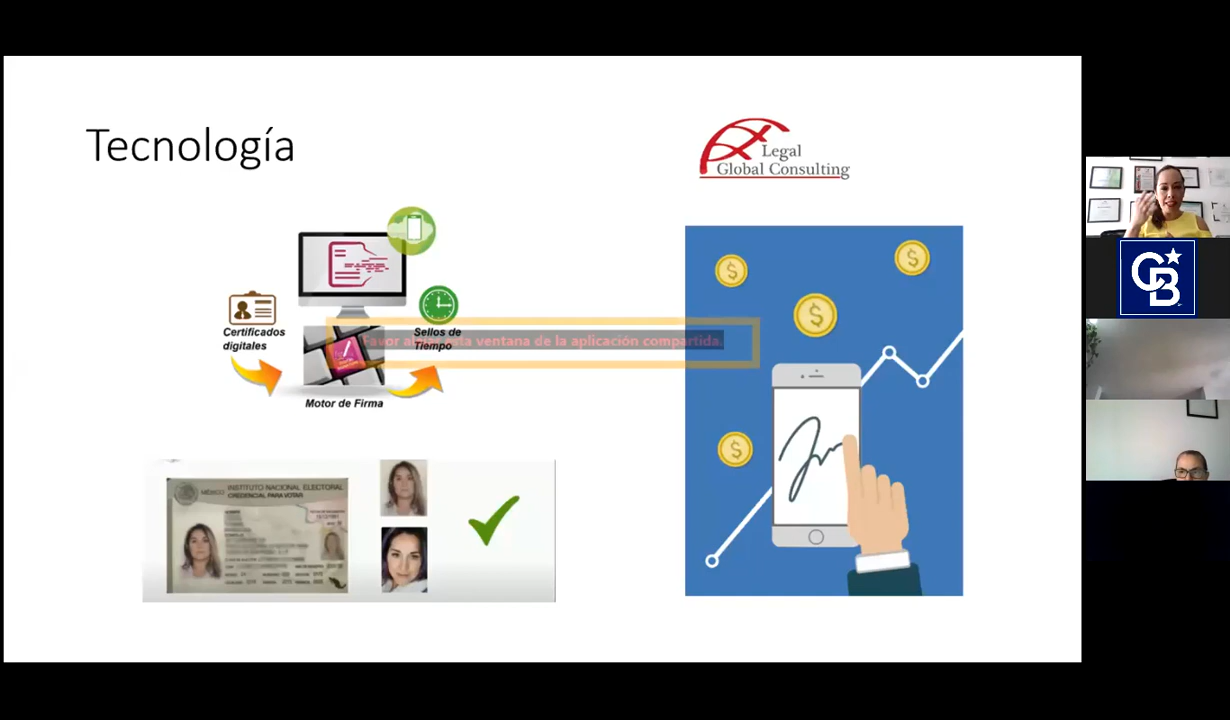 Tecnología
Legal
Global Consulting
Certificados
digitales
Sellos de
Tiempo
Favor a esta ventana de la aplicación compartida.
Motor de Firma
MÉXICO INSTITUTO NACIONAL ELECTORAL
CREDENCIAL PARA VOTAR
CB